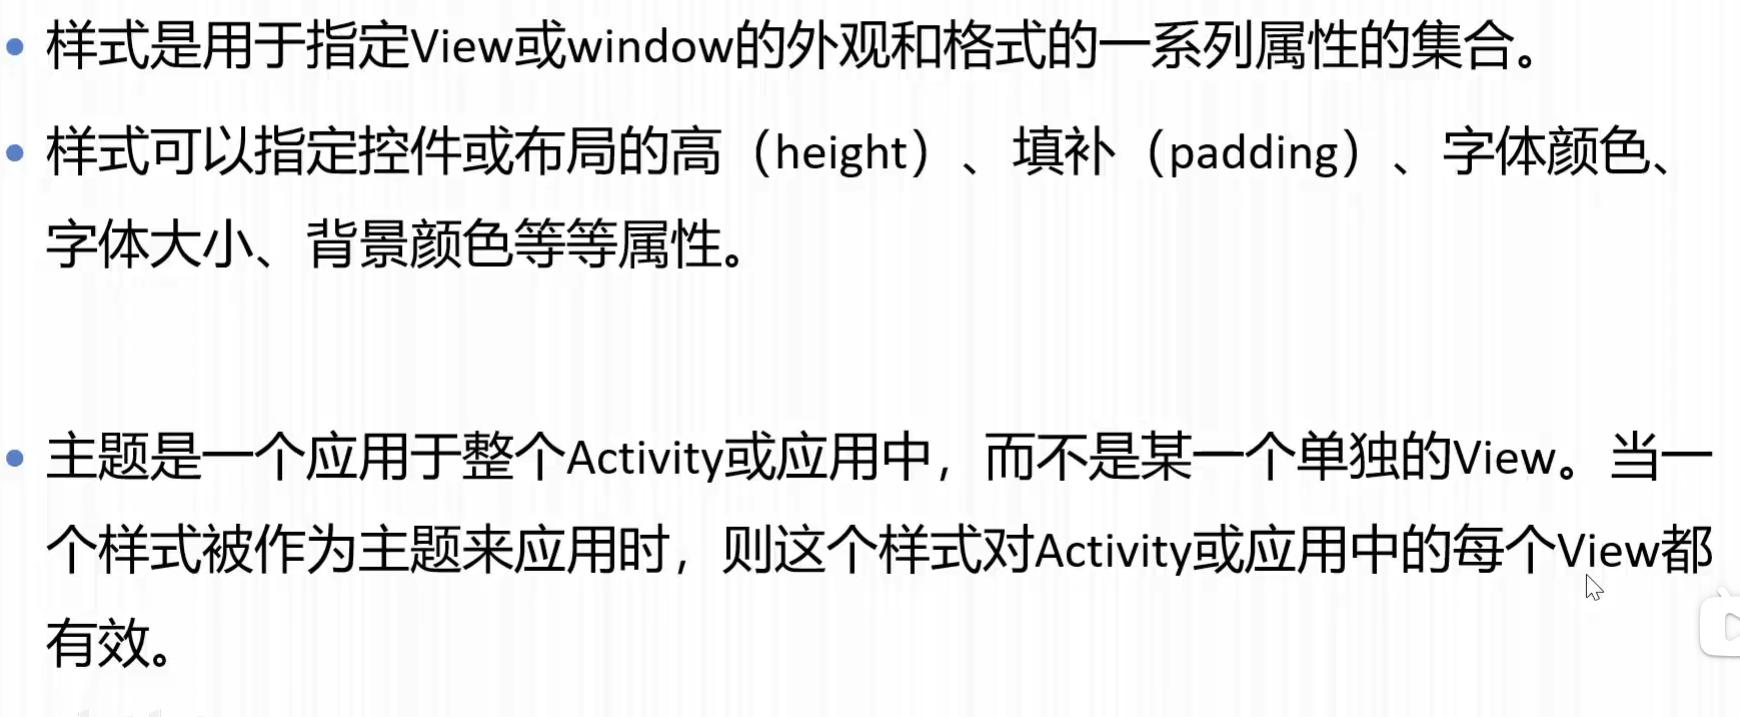 • 样式是用于指定View或window的外观和格式的一系列属性的集合。
• 样式可以指定控件或布局的高（height）、填补（padding）、字体颜色、
字体大小、背景颜色等等属性。
• 主题是一个应用于整个Activity或应用中，而不是某一个单独的View。当一
个样式被作为主题来应用时，则这个样式对Activity或应用中的每个View都
有效。